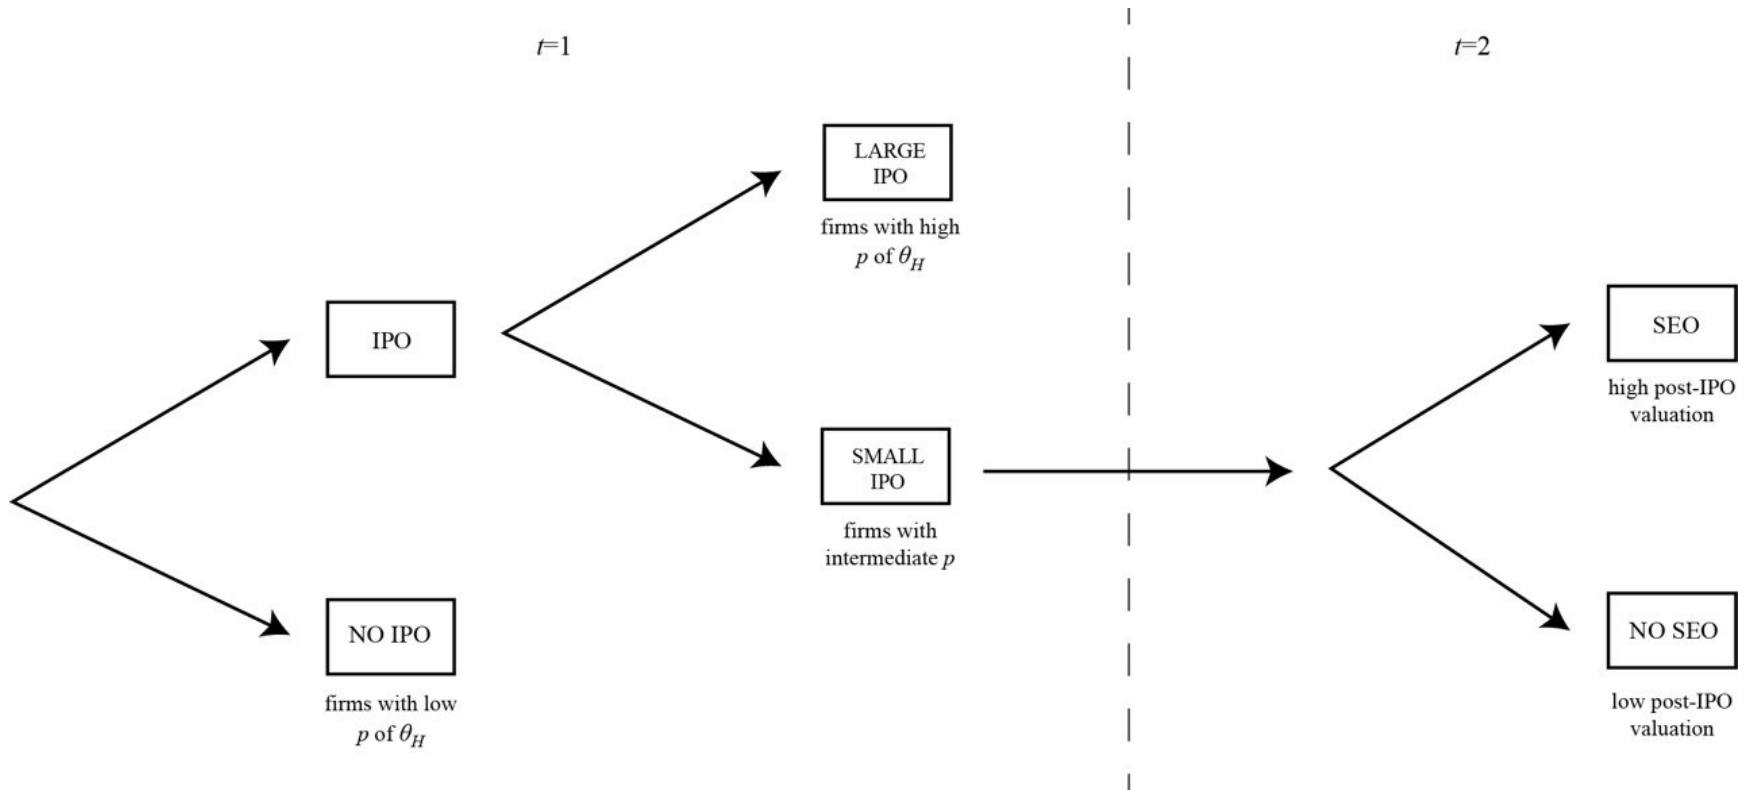 t=1
t=2
LARGE
IPO
firms with high
p of θ_H
IPO
SEO
high post-IPO
valuation
SMALL
IPO
firms with
intermediate p
NO IPO
firms with low
p of θ_H
NO SEO
low post-IPO
valuation